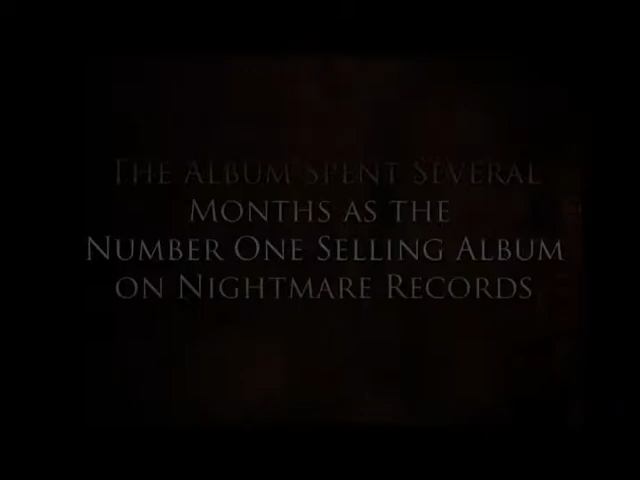 The Album Spent Several
Months as the
Number One Selling Album
on Nightmare Records